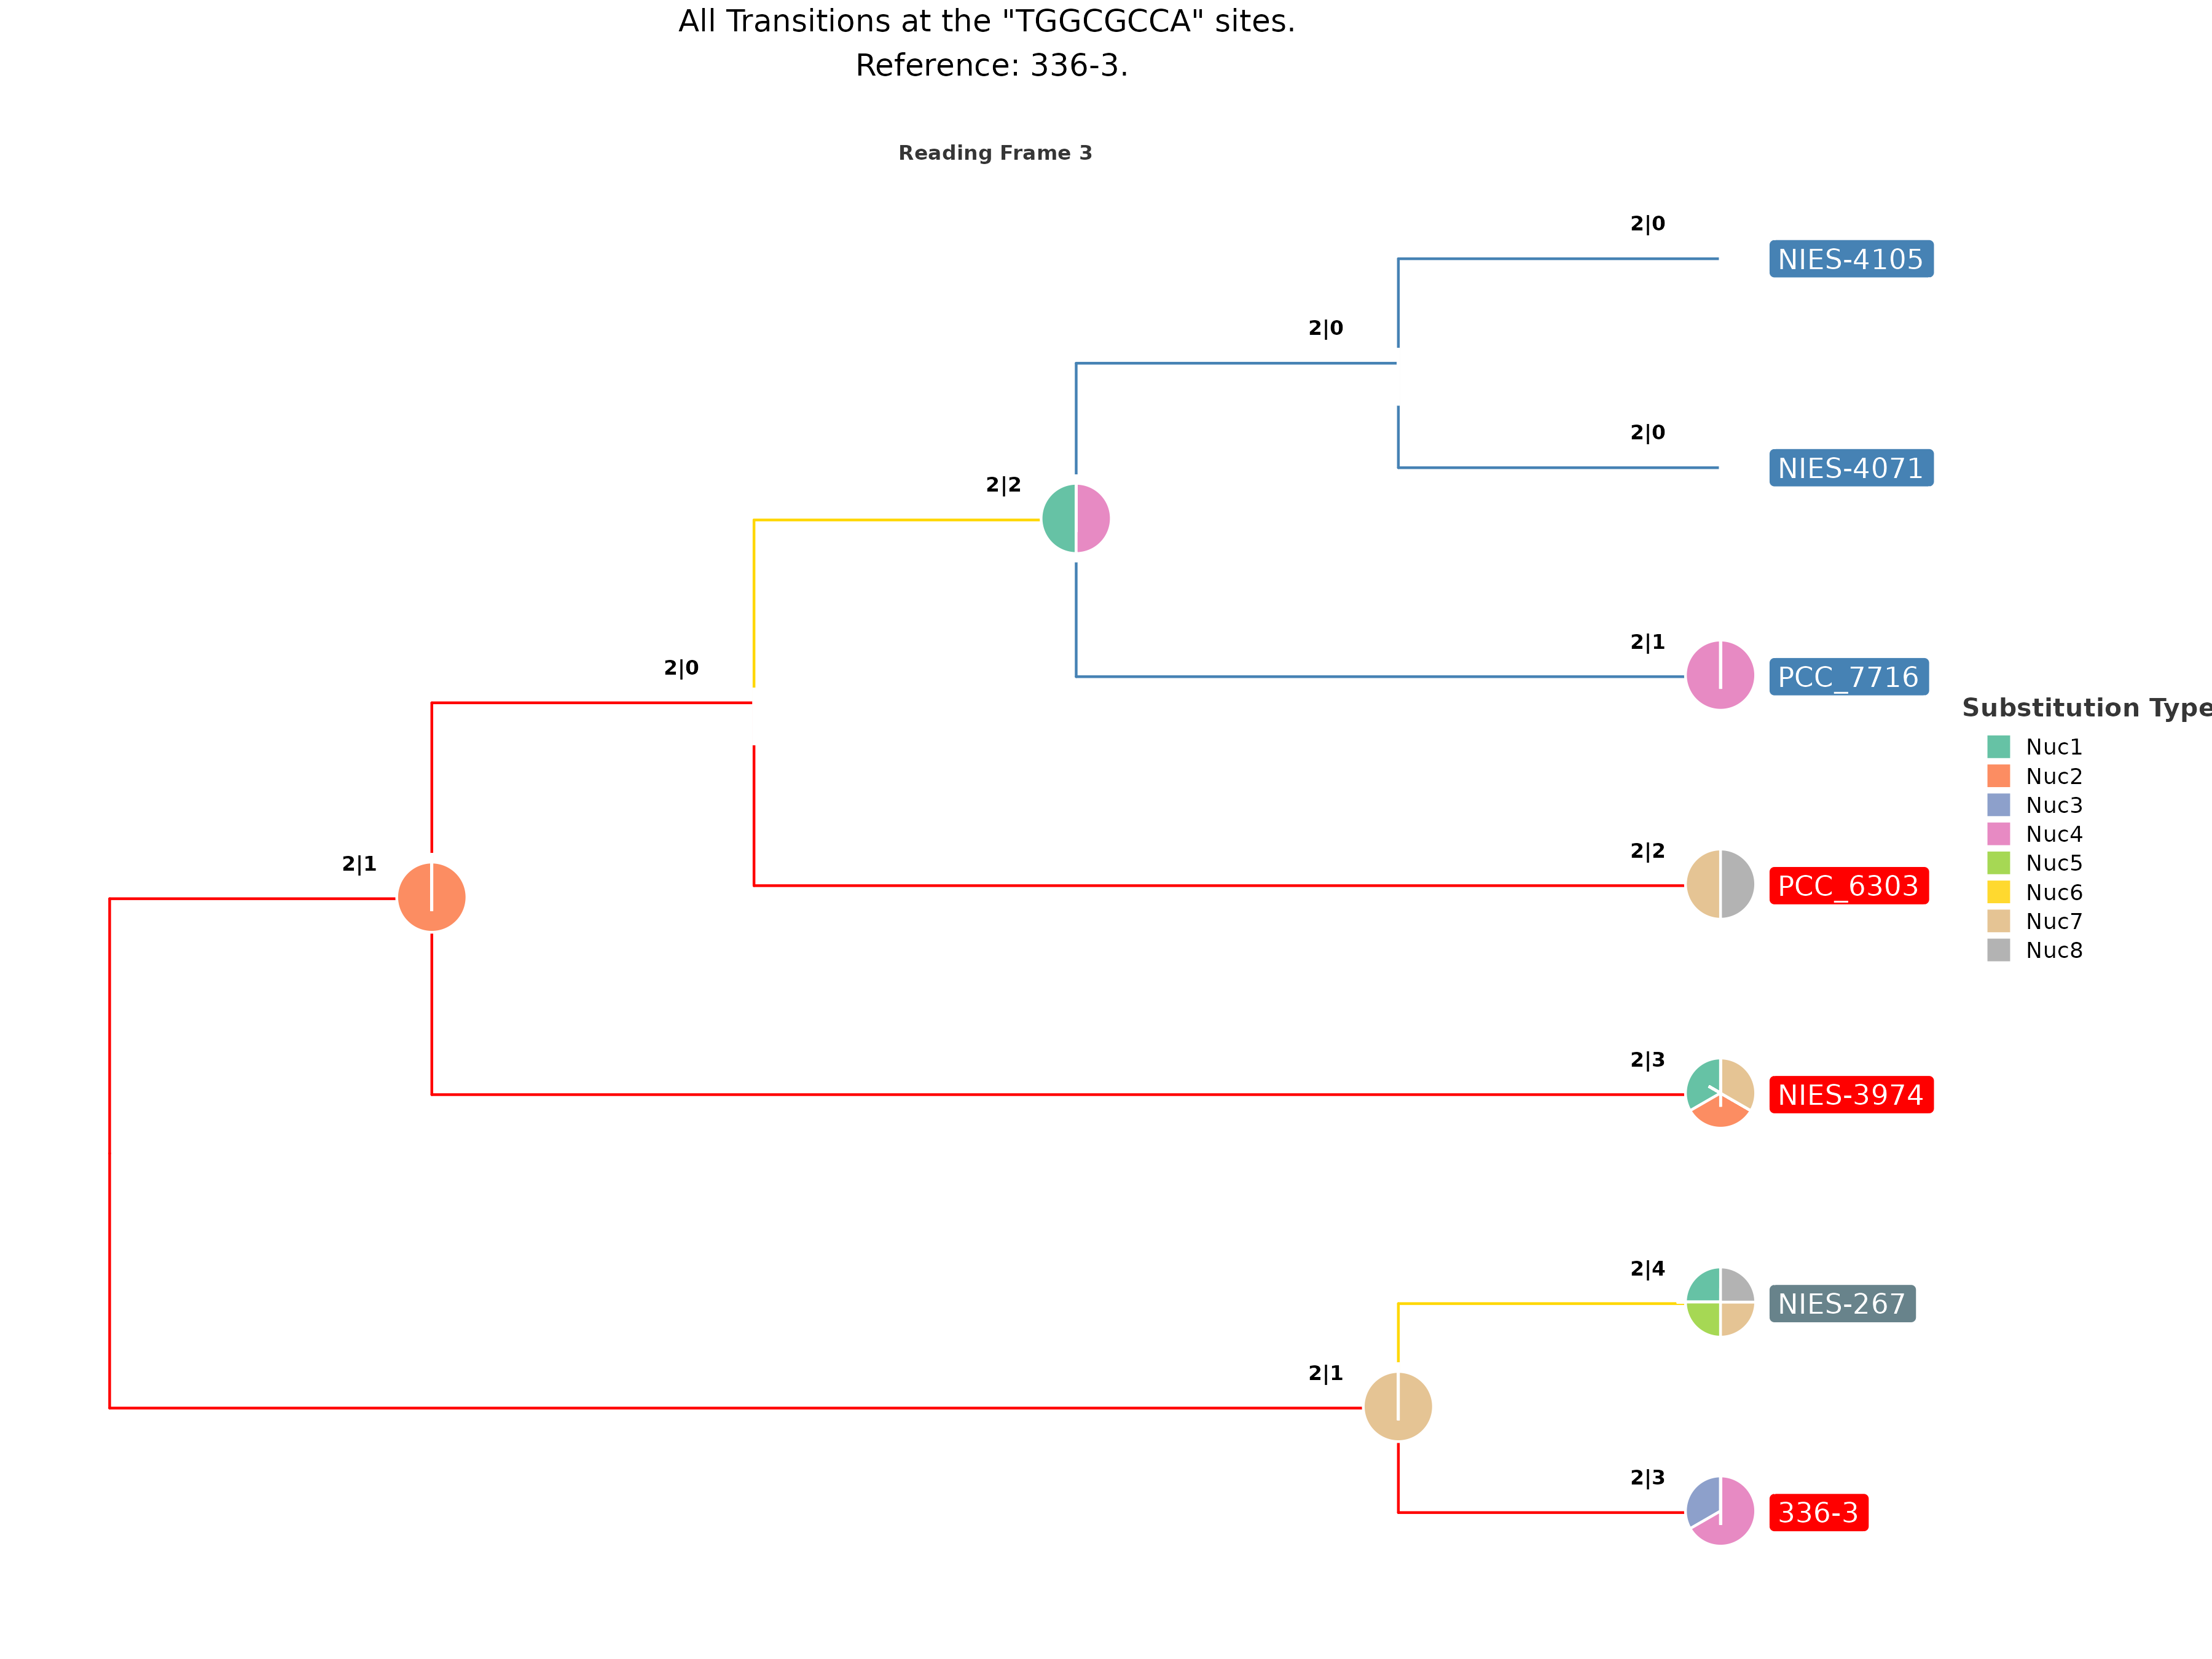 All Transitions at the "TGGCGCCA" sites.
Reference: 336-3.
Reading Frame 3
2|0
NIES-4105
2|0
2|0
NIES-4071
2|2
2|1
PCC_7716
2|0
Substitution Type
Nuc1
Nuc2
Nuc3
Nuc4
Nuc5
Nuc6
Nuc7
Nuc8
2|1
2|2
PCC_6303
2|3
NIES-3974
2|4
NIES-267
2|1
2|3
336-3